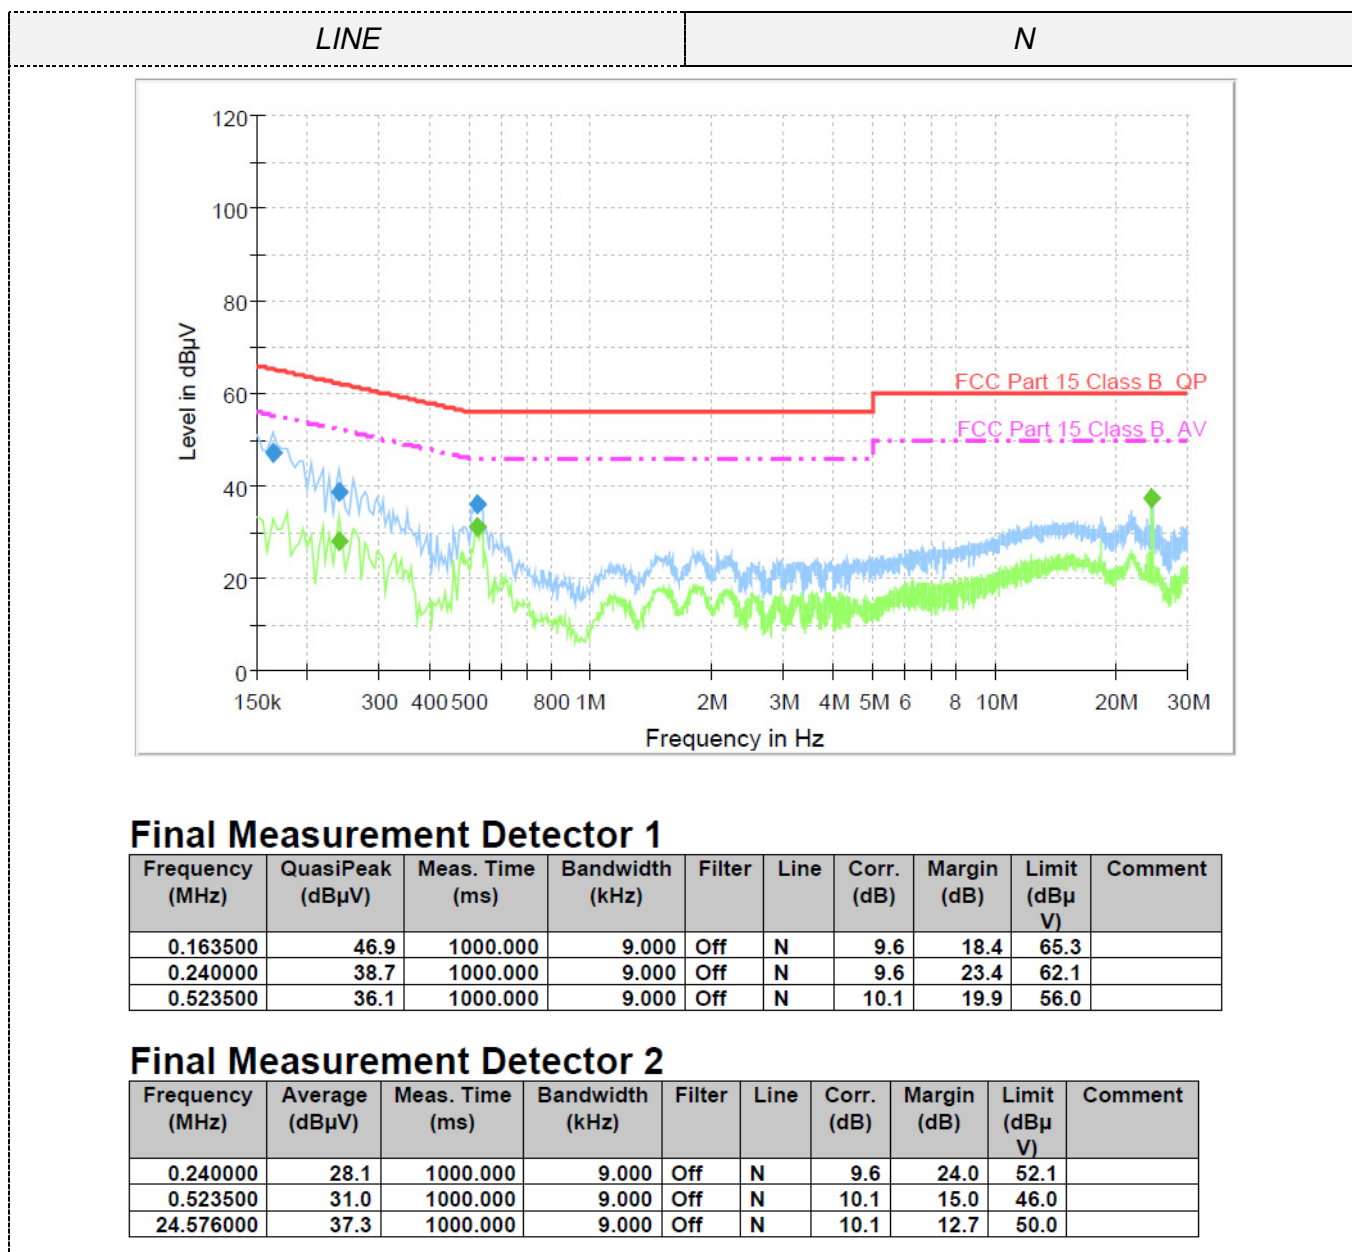 LINE N
120
100
80
60
40
20
0
Level in dBµV
FCC Part 15 Class B QP
FCC Part 15 Class B AV
150k 300 400 500 800 1M 2M 3M 4M 5M 6 8 10M 20M 30M
Frequency in Hz
Final Measurement Detector 1
Frequency QuasiPeak Meas. Time Bandwidth Filter Line Corr. Margin Limit Comment
(MHz) (dBµV) (ms) (kHz) (dB) (dB) (dBµ
V)
0.163500 46.9 1000.000 9.000 Off N 9.6 18.4 65.3
0.240000 38.7 1000.000 9.000 Off N 9.6 23.4 62.1
0.523500 36.1 1000.000 9.000 Off N 10.1 19.9 56.0
Final Measurement Detector 2
Frequency Average Meas. Time Bandwidth Filter Line Corr. Margin Limit Comment
(MHz) (dBµV) (ms) (kHz) (dB) (dB) (dBµ
V)
0.240000 28.1 1000.000 9.000 Off N 9.6 24.0 52.1
0.523500 31.0 1000.000 9.000 Off N 10.1 15.0 46.0
24.576000 37.3 1000.000 9.000 Off N 10.1 12.7 50.0